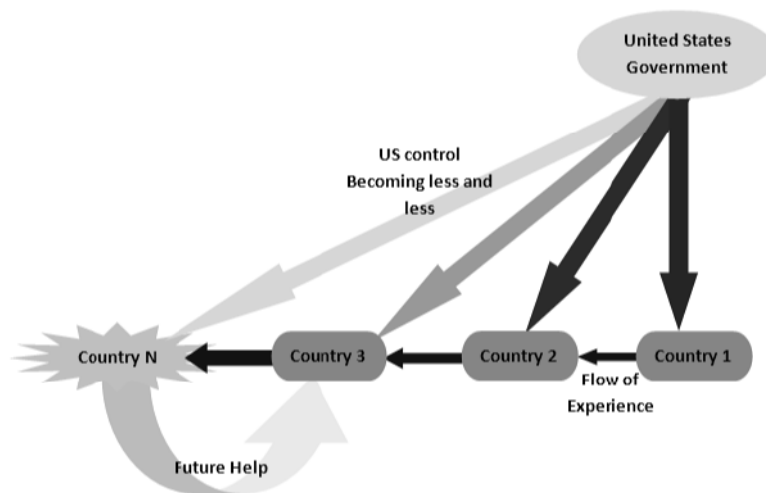 United States
Government
US control
Becoming less and
less
Country N
Country 3
Country 2
Country 1
Flow of
Experience
Future Help